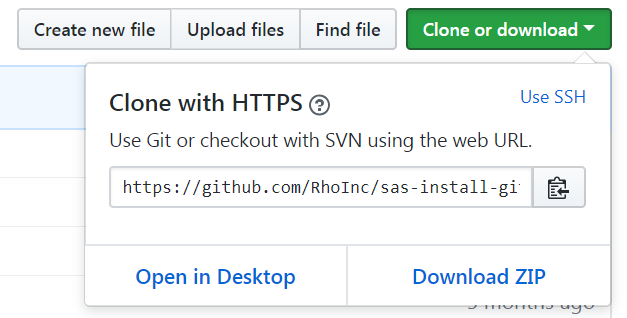 Create new file Upload files Find file Clone or download
Clone with HTTPS ?
Use SSH
Use Git or checkout with SVN using the web URL.
https://github.com/RhoInc/sas-install-gi
Open in Desktop Download ZIP
months ago